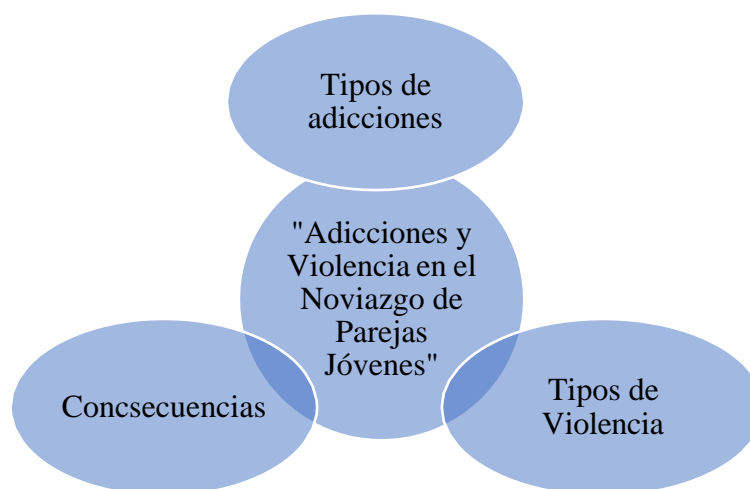 Tipos de
adicciones
"Adicciones y
Violencia en el
Noviazgo de
Parejas
Jóvenes"
Concsecuencias
Tipos de
Violencia